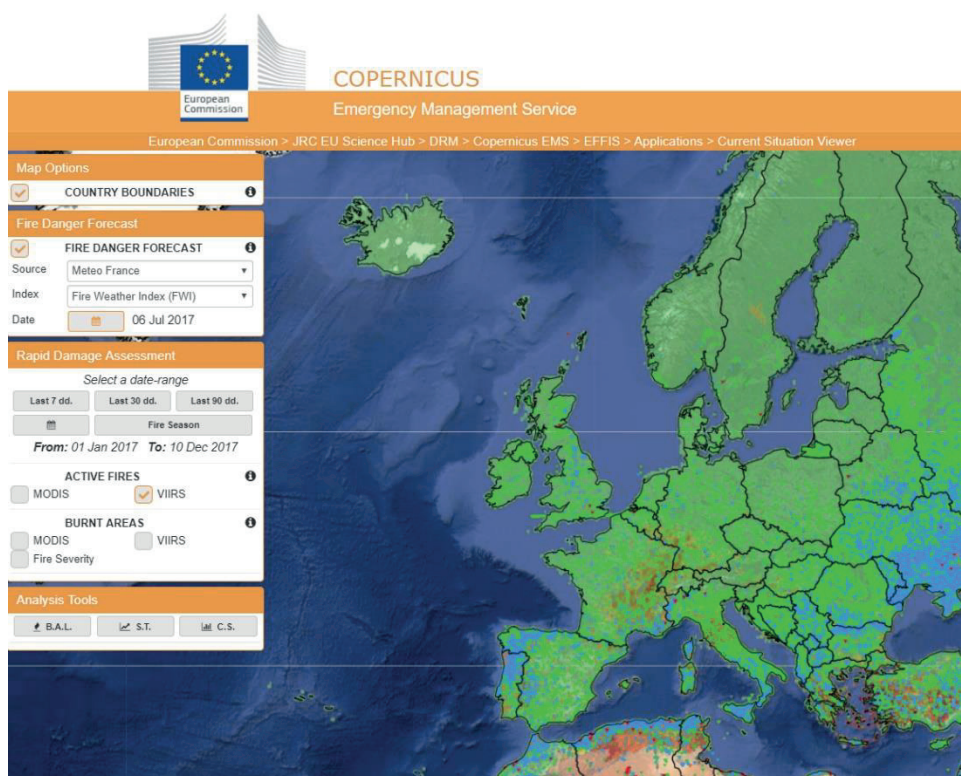 European
Commission
COPERNICUS
Emergency Management Service
European Commission > JRC EU Science Hub > DRM > Copernicus EMS > EFFIS > Applications > Current Situation Viewer
Map Options
COUNTRY BOUNDARIES
Fire Danger Forecast
FIRE DANGER FORECAST
Source Meteo France
Index Fire Weather Index (FWI)
Date 06 Jul 2017
Rapid Damage Assessment
Select a date-range
Last 7 dd. Last 30 dd. Last 90 dd.
Fire Season
From: 01 Jan 2017 To: 10 Dec 2017
ACTIVE FIRES
MODIS VIIRS
BURNT AREAS
MODIS VIIRS
Fire Severity
Analysis Tools
B.A.L. S.T. C.S.